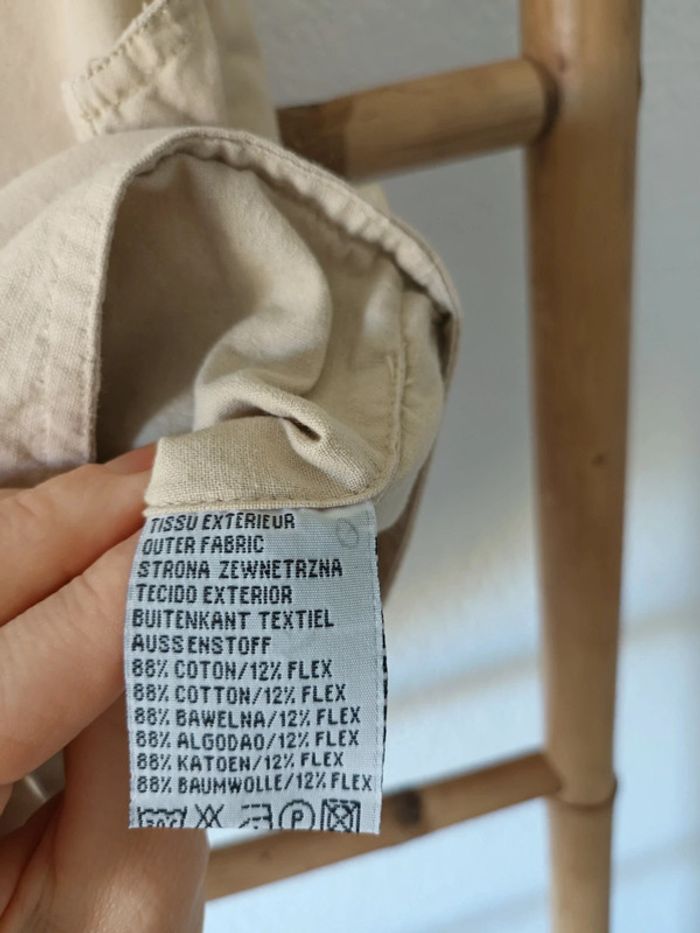 TISSU EXTERIEUR
OUTER FABRIC
STRONA ZEWNETRZNA
TECIDO EXTERIOR
BUITENKANT TEXTIEL
AUSSENSTOFF
88% COTON/12% FLEX
88% COTTON/12% FLEX
88% BAWELNA/12% FLEX
88% ALGODAO/12% FLEX
88% KATOEN/12% FLEX
88% BAUMWOLLE/12% FLEX
P